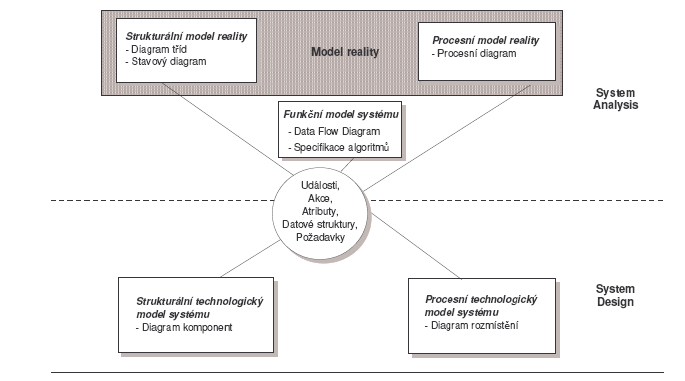 Strukturální model reality
- Diagram tříd
- Stavový diagram
Model reality
Procesní model reality
- Procesní diagram
System
Analysis
Funkční model systému
- Data Flow Diagram
- Specifikace algoritmů
Události,
Akce,
Atributy,
Datové struktury,
Požadavky
Strukturální technologický
model systému
- Diagram komponent
Procesní technologický
model systému
- Diagram rozmístění
System
Design